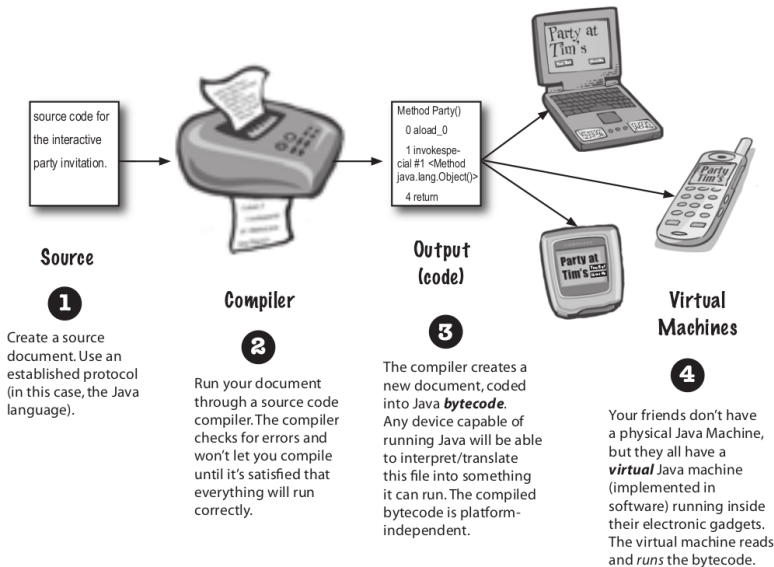 source code for
the interactive
party invitation.
Method Party()
0 aload_0
1 invokespe-
cial #1 <Method
java.lang.Object()>
4 return
Party at
Tim's
Party
Tim's
Party at
Tim's
Source
1
Create a source
document. Use an
established protocol
(in this case, the Java
language).
Compiler
2
Run your document
through a source code
compiler. The compiler
checks for errors and
won't let you compile
until it's satisfied that
everything will run
correctly.
Output
(code)
3
The compiler creates a
new document, coded
into Java bytecode.
Any device capable of
running Java will be able
to interpret/translate
this file into something
it can run. The compiled
bytecode is platform-
independent.
Virtual
Machines
4
Your friends don't have
a physical Java Machine,
but they all have a
virtual Java machine
(implemented in
software) running inside
their electronic gadgets.
The virtual machine reads
and runs the bytecode.